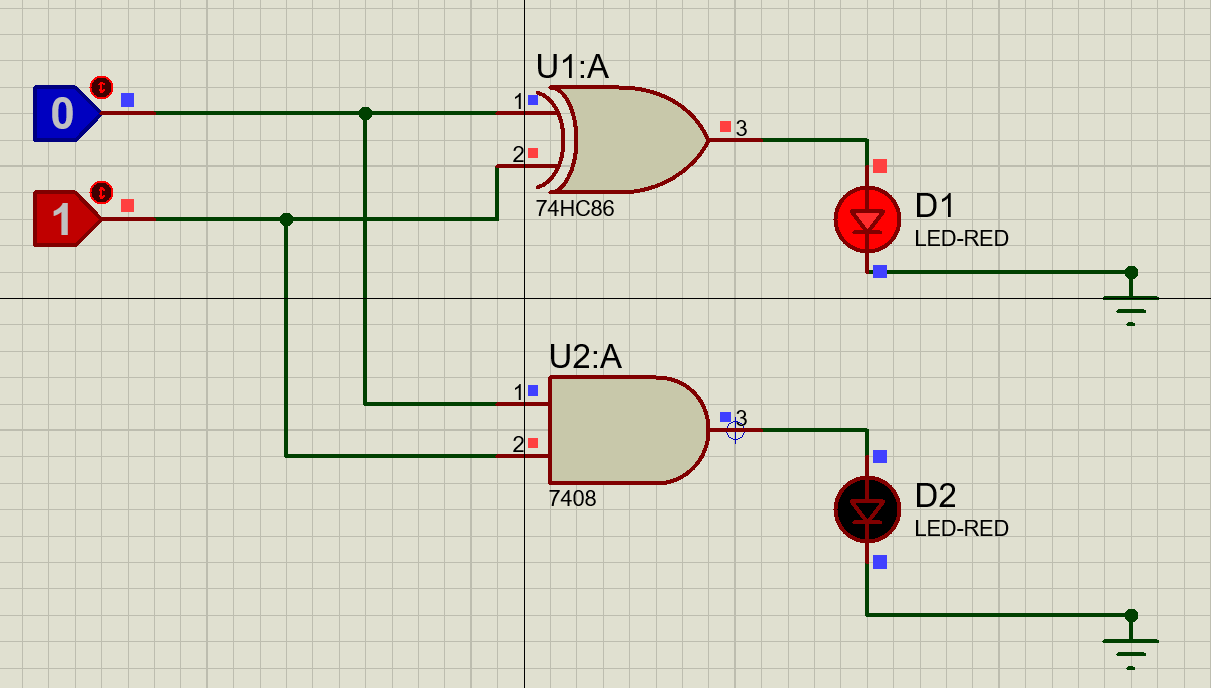 0
1
U1:A
1
2
3
74HC86
D1
LED-RED
U2:A
1
2
3
7408
D2
LED-RED